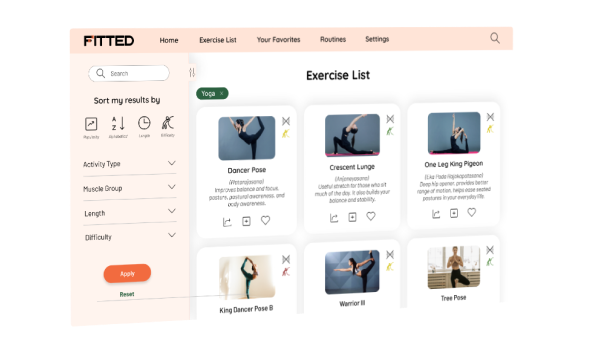 FITTED
Home
Exercise List
Your Favorites
Routines
Settings
Search
Sort my results by
Popularity
Alphabetical
Length
Activity Type
Muscle Group
Length
Difficulty
Apply
Reset
Exercise List
Yoga ×
Dancer Pose
(Natarajasana)
Improves balance and focus,
posture, postural awareness, and
body awareness.
Crescent Lunge
(Anjaneyasana)
Useful stretch for those who sit
much of the day. It also builds your
balance and stability.
One Leg King Pigeon
(Eka Pada Rajakapotasana)
Deep hip opener, provides better
range of motion, helps ease seated
postures in your everyday life.
King Dancer Pose B
Warrior III
Tree Pose